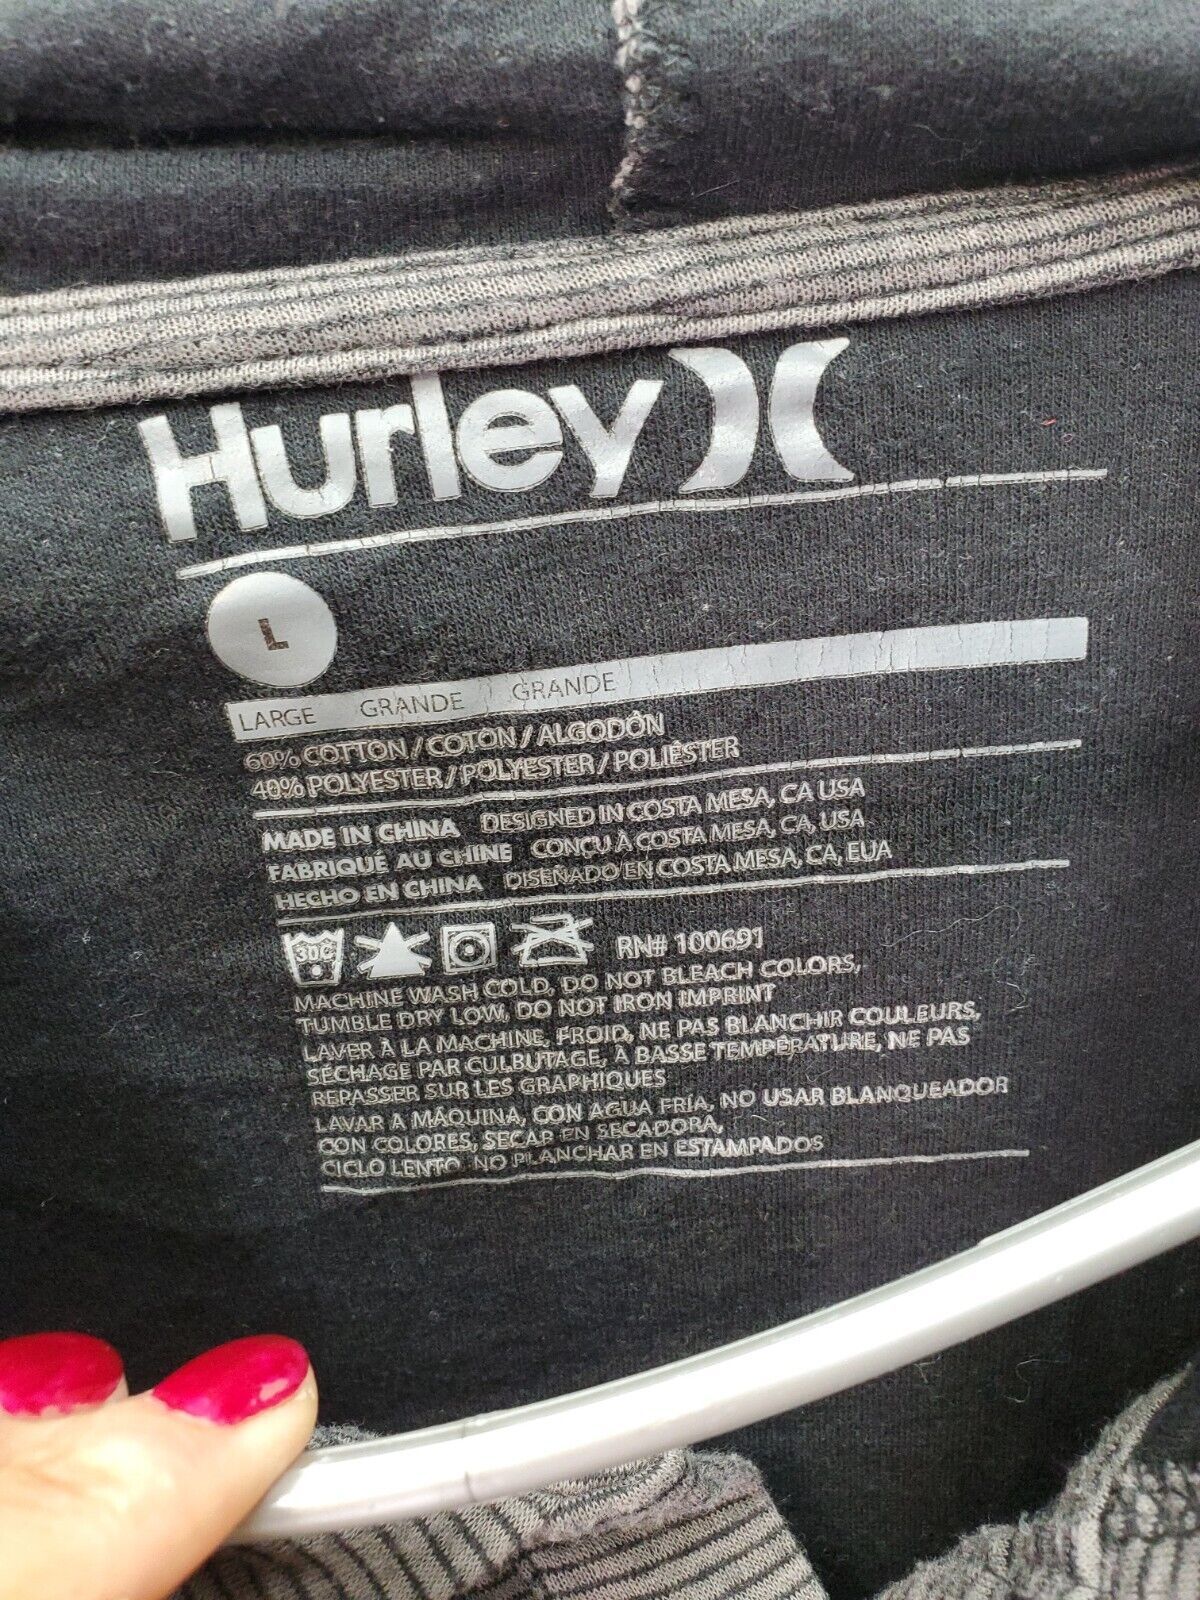 Hurley
L
LARGE GRANDE GRANDE
60% COTTON / COTON / ALGODÓN
40% POLYESTER / POLYESTER / POLIÉSTER
MADE IN CHINA DESIGNED IN COSTA MESA, CA USA
FABRIQUE AU CHINE CONÇU À COSTA MESA, CA, USA
HECHO EN CHINA DISEÑADO EN COSTA MESA, CA, EUA
30C RN# 100691
MACHINE WASH COLD, DO NOT BLEACH COLORS,
TUMBLE DRY LOW, DO NOT IRON IMPRINT
LAVER À LA MACHINE, FROID, NE PAS BLANCHIR COULEURS,
SÉCHAGE PAR CULBUTAGE, A BASSE TEMPÉRATURE, NE PAS
REPASSER SUR LES GRAPHIQUES
LAVAR A MÁQUINA, CON AGUA FRÍA, NO USAR BLANQUEADOR
CON COLORES, SECAR EN SECADORA,
CICLO LENTO, NO PLANCHAR EN ESTAMPADOS